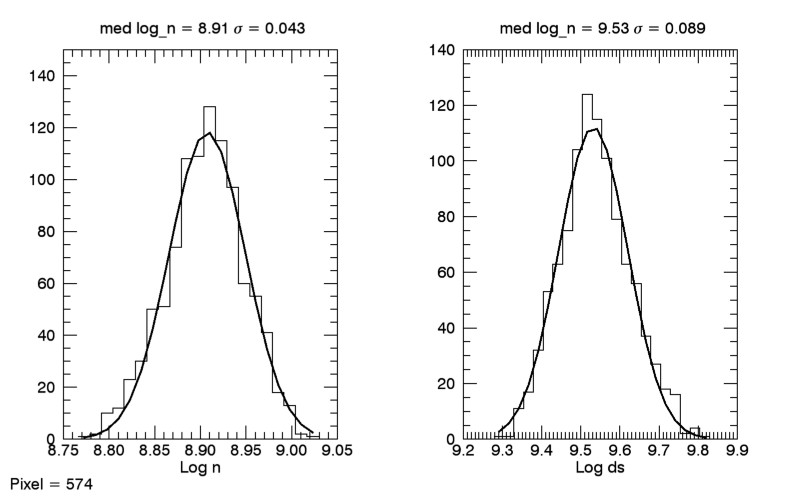 med log_n = 8.91 σ = 0.043
140
120
100
80
60
40
20
0
8.75 8.80 8.85 8.90 8.95 9.00 9.05
Log n
med log_n = 9.53 σ = 0.089
140
120
100
80
60
40
20
0
9.2 9.3 9.4 9.5 9.6 9.7 9.8 9.9
Log ds
Pixel = 574